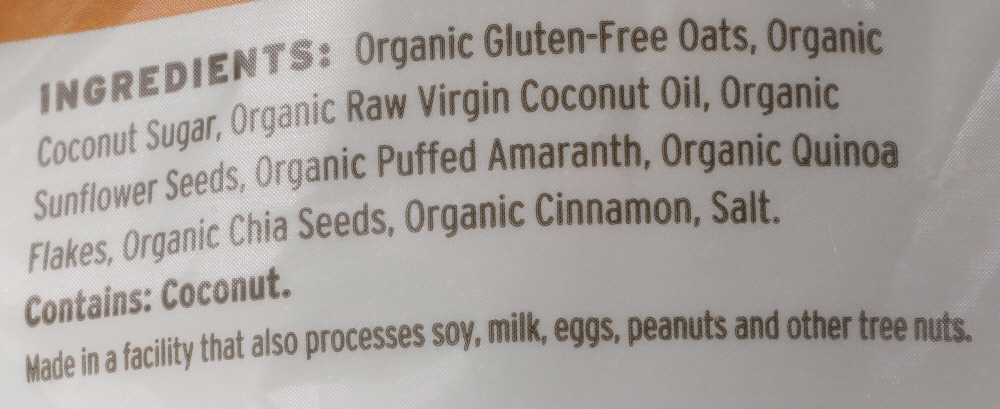 INGREDIENTS: Organic Gluten-Free Oats, Organic
Coconut Sugar, Organic Raw Virgin Coconut Oil, Organic
Sunflower Seeds, Organic Puffed Amaranth, Organic Quinoa
Flakes, Organic Chia Seeds, Organic Cinnamon, Salt.
Contains: Coconut.
Made in a facility that also processes soy, milk, eggs, peanuts and other tree nuts.